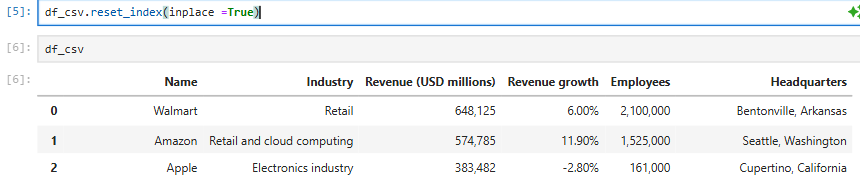 [5]: df_csv.reset_index(inplace =True)
[6]: df_csv
[6]: Name Industry Revenue (USD millions) Revenue growth Employees Headquarters
0 Walmart Retail 648,125 6.00% 2,100,000 Bentonville, Arkansas
1 Amazon Retail and cloud computing 574,785 11.90% 1,525,000 Seattle, Washington
2 Apple Electronics industry 383,482 -2.80% 161,000 Cupertino, California